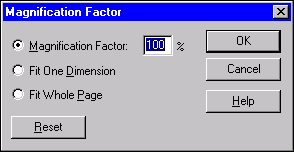 Magnification Factor
Magnification Factor: 100 %
OK
Fit One Dimension
Cancel
Fit Whole Page
Help
Reset